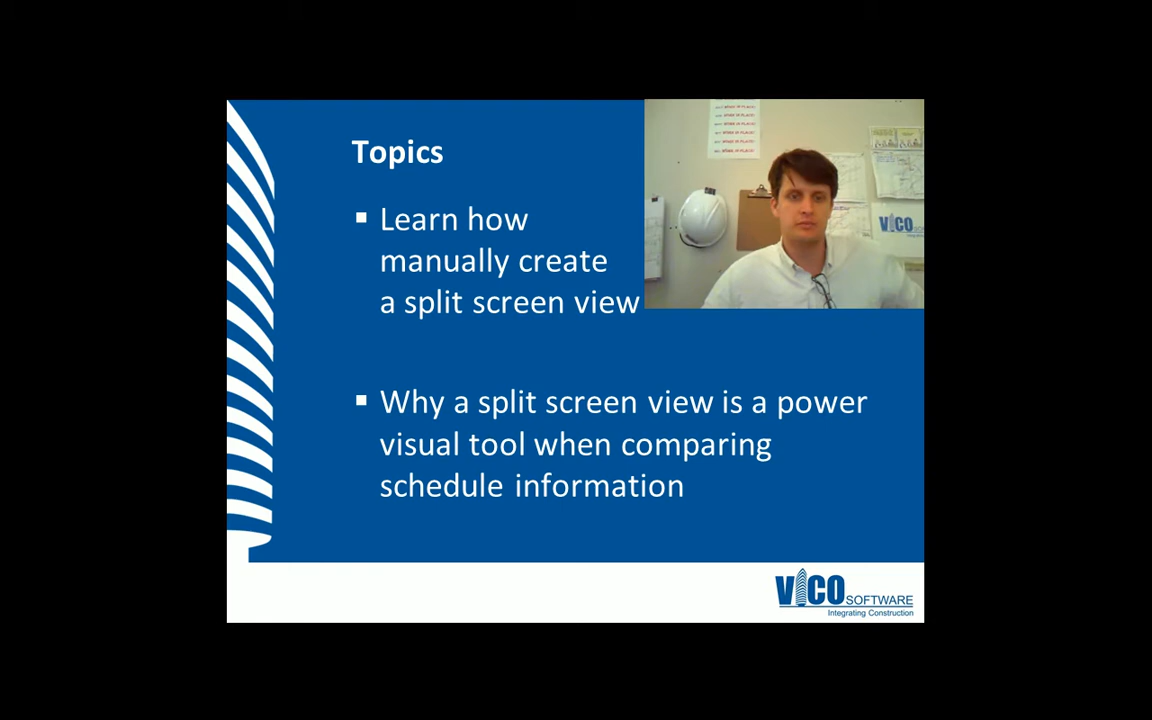 Topics
▪ Learn how
manually create
a split screen view
▪ Why a split screen view is a power
visual tool when comparing
schedule information
VICO SOFTWARE
Integrating Construction
VICO